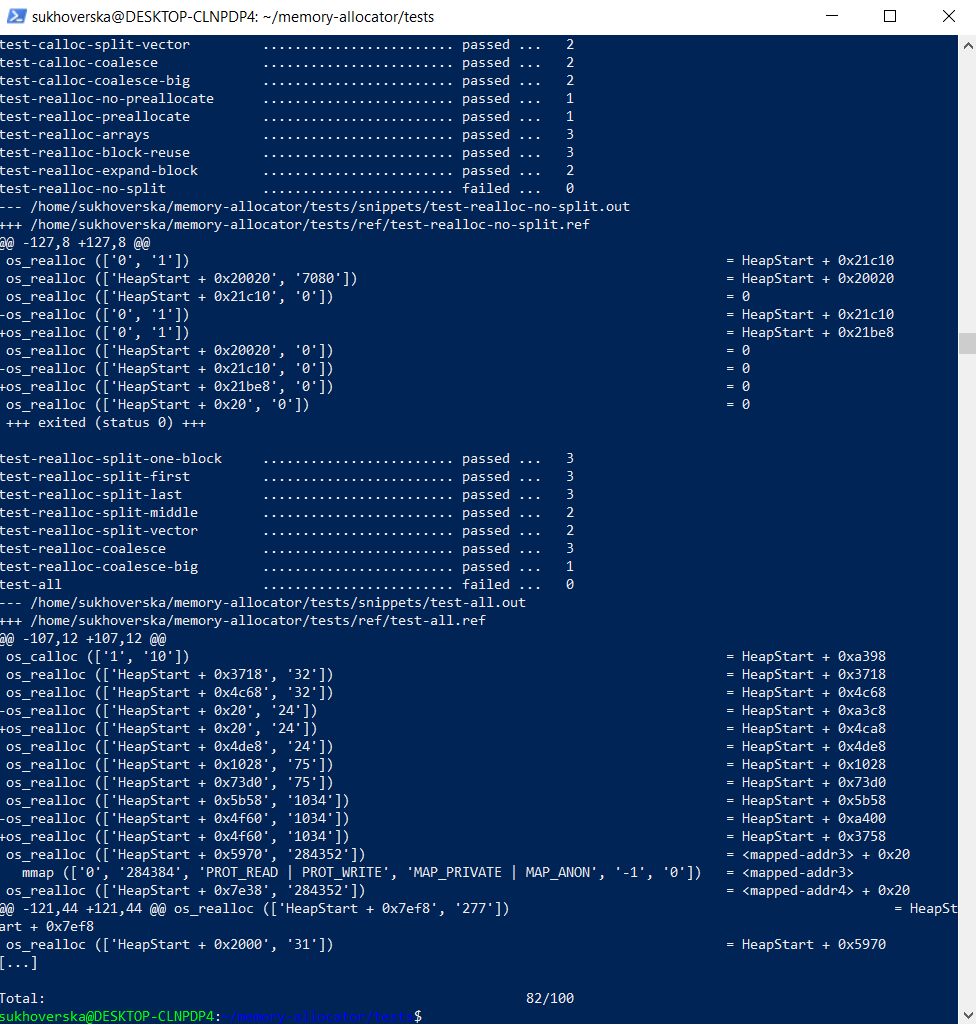 sukhoverska@DESKTOP-CLNPDP4: ~/memory-allocator/tests
test-calloc-split-vector ........................ passed ... 2
test-calloc-coalesce ........................ passed ... 2
test-calloc-coalesce-big ........................ passed ... 2
test-realloc-no-preallocate ........................ passed ... 1
test-realloc-preallocate ........................ passed ... 1
test-realloc-arrays ........................ passed ... 3
test-realloc-block-reuse ........................ passed ... 3
test-realloc-expand-block ........................ passed ... 2
test-realloc-no-split ........................ failed ... 0
--- /home/sukhoverska/memory-allocator/tests/snippets/test-realloc-no-split.out
+++ /home/sukhoverska/memory-allocator/tests/ref/test-realloc-no-split.ref
@@ -127,8 +127,8 @@
os_realloc (['0', '1']) = HeapStart + 0x21c10
os_realloc (['HeapStart + 0x20020', '7080']) = HeapStart + 0x20020
os_realloc (['HeapStart + 0x21c10', '0']) = 0
-os_realloc (['0', '1']) = HeapStart + 0x21c10
+os_realloc (['0', '1']) = HeapStart + 0x21be8
os_realloc (['HeapStart + 0x20020', '0']) = 0
-os_realloc (['HeapStart + 0x21c10', '0']) = 0
+os_realloc (['HeapStart + 0x21be8', '0']) = 0
os_realloc (['HeapStart + 0x20', '0']) = 0
+++ exited (status 0) +++
test-realloc-split-one-block ........................ passed ... 3
test-realloc-split-first ........................ passed ... 3
test-realloc-split-last ........................ passed ... 3
test-realloc-split-middle ........................ passed ... 2
test-realloc-split-vector ........................ passed ... 2
test-realloc-coalesce ........................ passed ... 3
test-realloc-coalesce-big ........................ passed ... 1
test-all ........................ failed ... 0
--- /home/sukhoverska/memory-allocator/tests/snippets/test-all.out
+++ /home/sukhoverska/memory-allocator/tests/ref/test-all.ref
@@ -107,12 +107,12 @@
os_calloc (['1', '10']) = HeapStart + 0xa398
os_realloc (['HeapStart + 0x3718', '32']) = HeapStart + 0x3718
os_realloc (['HeapStart + 0x4c68', '32']) = HeapStart + 0x4c68
-os_realloc (['HeapStart + 0x20', '24']) = HeapStart + 0xa3c8
+os_realloc (['HeapStart + 0x20', '24']) = HeapStart + 0x4ca8
os_realloc (['HeapStart + 0x4de8', '24']) = HeapStart + 0x4de8
os_realloc (['HeapStart + 0x1028', '75']) = HeapStart + 0x1028
os_realloc (['HeapStart + 0x73d0', '75']) = HeapStart + 0x73d0
os_realloc (['HeapStart + 0x5b58', '1034']) = HeapStart + 0x5b58
-os_realloc (['HeapStart + 0x4f60', '1034']) = HeapStart + 0xa400
+os_realloc (['HeapStart + 0x4f60', '1034']) = HeapStart + 0x3758
os_realloc (['HeapStart + 0x5970', '284352']) = <mapped-addr3> + 0x20
mmap (['0', '284384', 'PROT_READ | PROT_WRITE', 'MAP_PRIVATE | MAP_ANON', '-1', '0']) = <mapped-addr3>
os_realloc (['HeapStart + 0x7e38', '284352']) = <mapped-addr4> + 0x20
@@ -121,44 +121,44 @@ os_realloc (['HeapStart + 0x7ef8', '277']) = HeapSt
art + 0x7ef8
os_realloc (['HeapStart + 0x2000', '31']) = HeapStart + 0x5970
[...]
Total: 82/100
sukhoverska@DESKTOP-CLNPDP4:~/memory-allocator/tests$